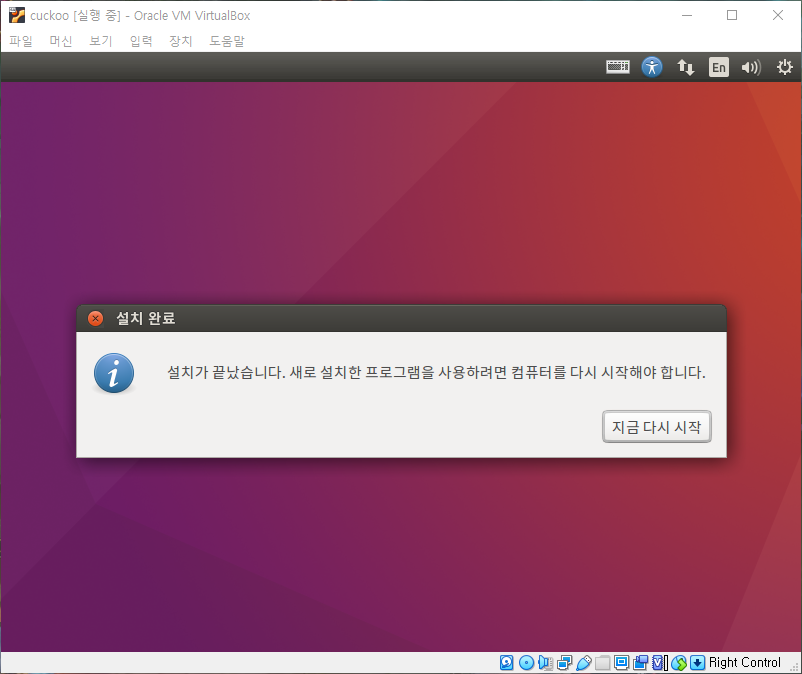 cuckoo [실행 중] - Oracle VM VirtualBox
파일 머신 보기 입력 장치 도움말
En
설치 완료
설치가 끝났습니다. 새로 설치한 프로그램을 사용하려면 컴퓨터를 다시 시작해야 합니다.
지금 다시 시작
Right Control